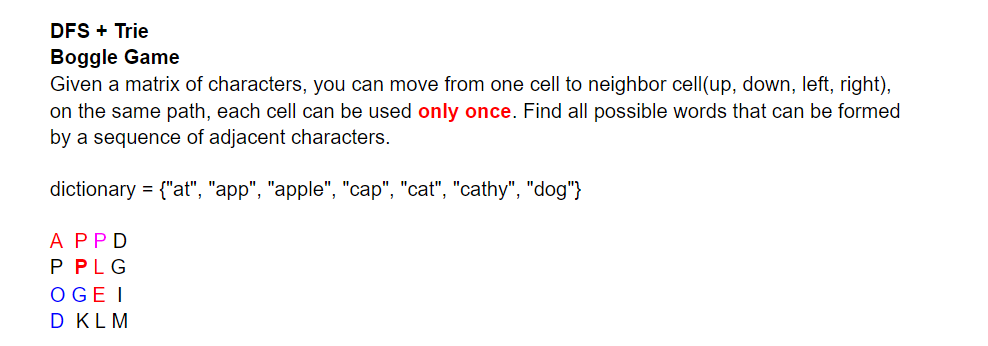 DFS + Trie
Boggle Game
Given a matrix of characters, you can move from one cell to neighbor cell(up, down, left, right),
on the same path, each cell can be used only once. Find all possible words that can be formed
by a sequence of adjacent characters.
dictionary = {"at", "app", "apple", "cap", "cat", "cathy", "dog"}
A P P D
P P L G
O G E I
D K L M